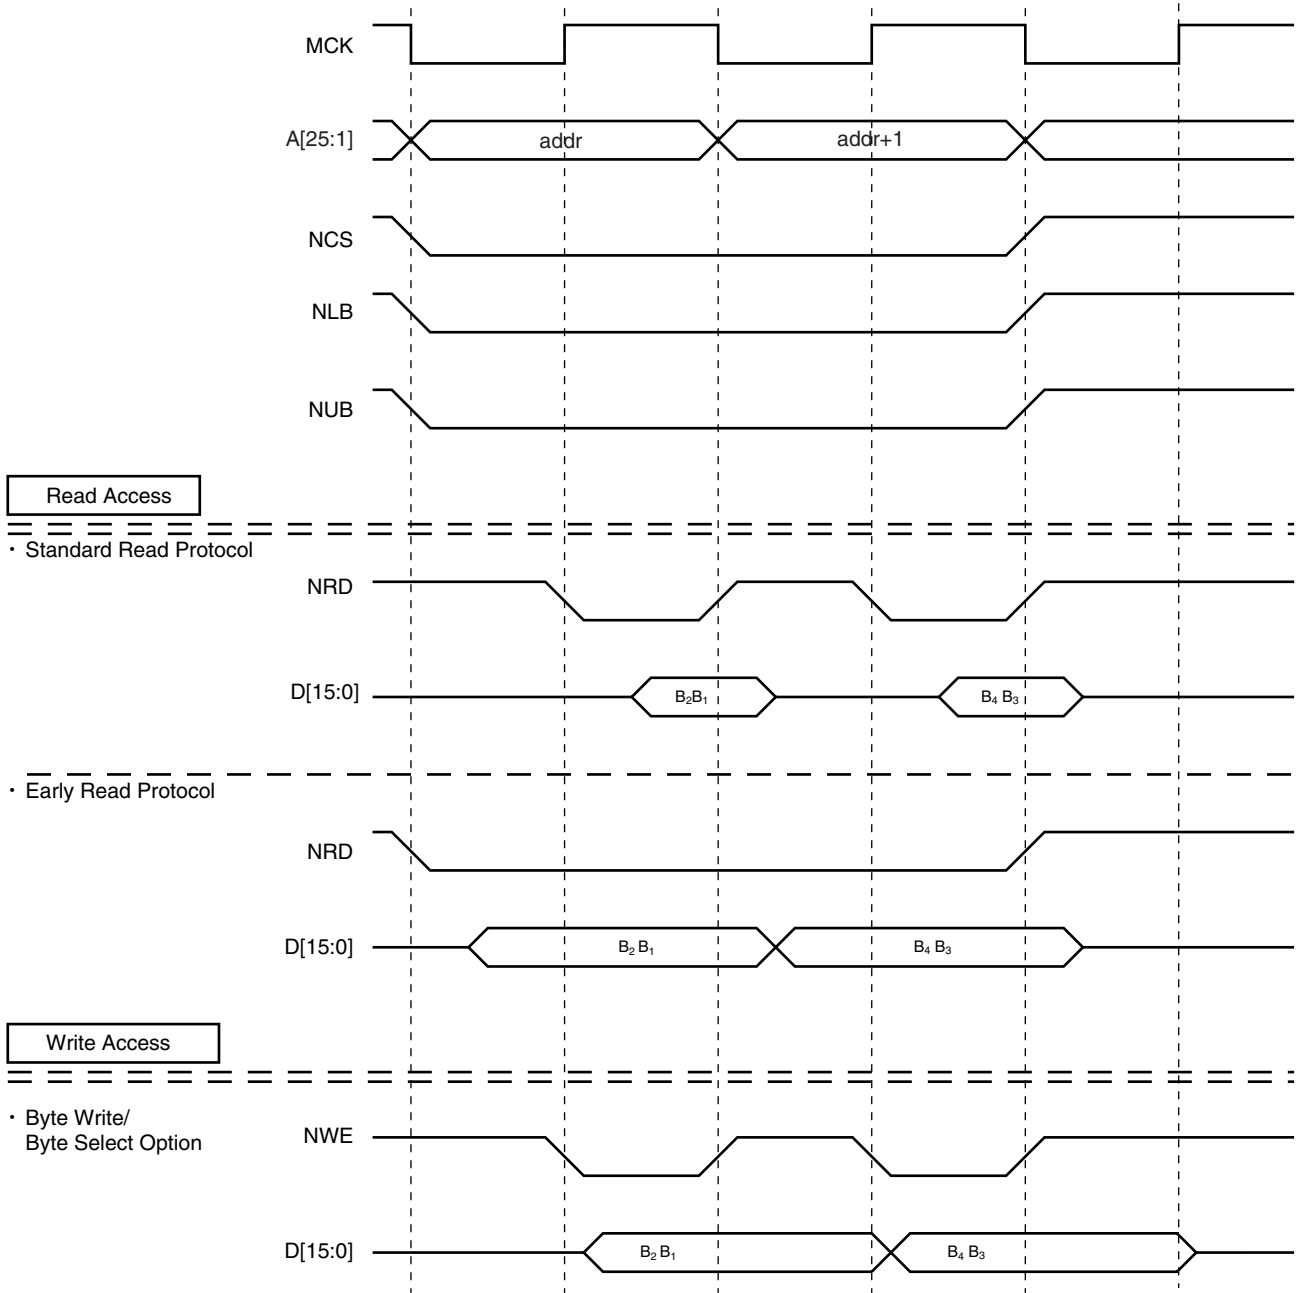 MCK
A[25:1]
addr
addr+1
NCS
NLB
NUB
Read Access
· Standard Read Protocol
NRD
D[15:0]
B₂B₁
B₄ B₃
· Early Read Protocol
NRD
D[15:0]
B₂ B₁
B₄ B₃
Write Access
· Byte Write/
Byte Select Option
NWE
D[15:0]
B₂ B₁
B₄ B₃